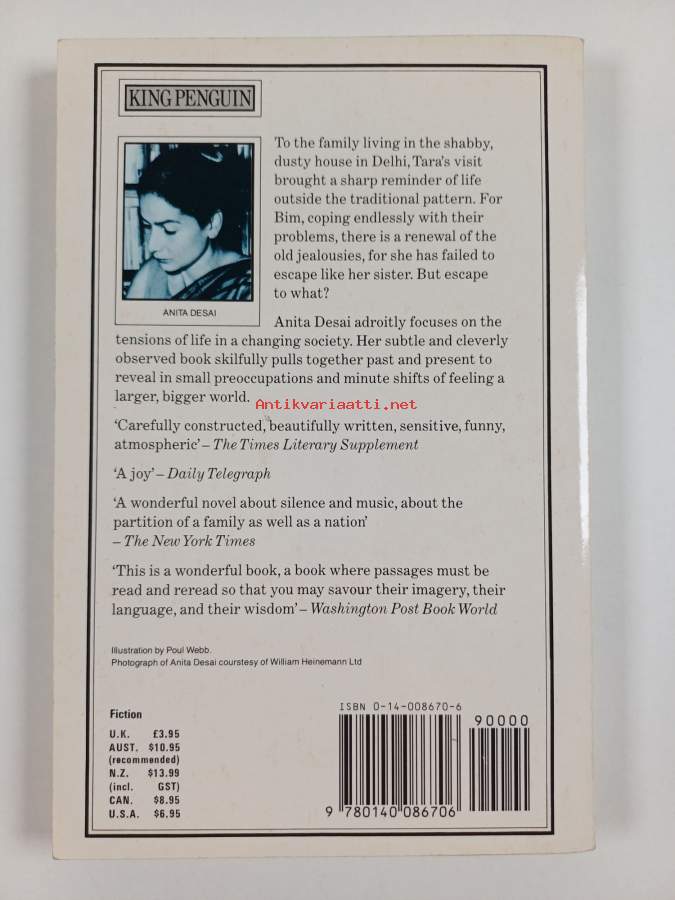 KING PENGUIN
ANITA DESAI
To the family living in the shabby,
dusty house in Delhi, Tara's visit
brought a sharp reminder of life
outside the traditional pattern. For
Bim, coping endlessly with their
problems, there is a renewal of the
old jealousies, for she has failed to
escape like her sister. But escape
to what?
Anita Desai adroitly focuses on the
tensions of life in a changing society. Her subtle and cleverly
observed book skilfully pulls together past and present to
reveal in small preoccupations and minute shifts of feeling a
larger, bigger world.
Antikvariaatti.net
‘Carefully constructed, beautifully written, sensitive, funny,
atmospheric’ – The Times Literary Supplement
‘A joy’ – Daily Telegraph
‘A wonderful novel about silence and music, about the
partition of a family as well as a nation’
– The New York Times
‘This is a wonderful book, a book where passages must be
read and reread so that you may savour their imagery, their
language, and their wisdom’ – Washington Post Book World
Illustration by Poul Webb.
Photograph of Anita Desai courstesy of William Heinemann Ltd
Fiction
U.K. £3.95
AUST. $10.95
(recommended)
N.Z. $13.99
(incl. GST)
CAN. $8.95
U.S.A. $6.95
ISBN 0-14-008670-6
90000
9 780140 086706